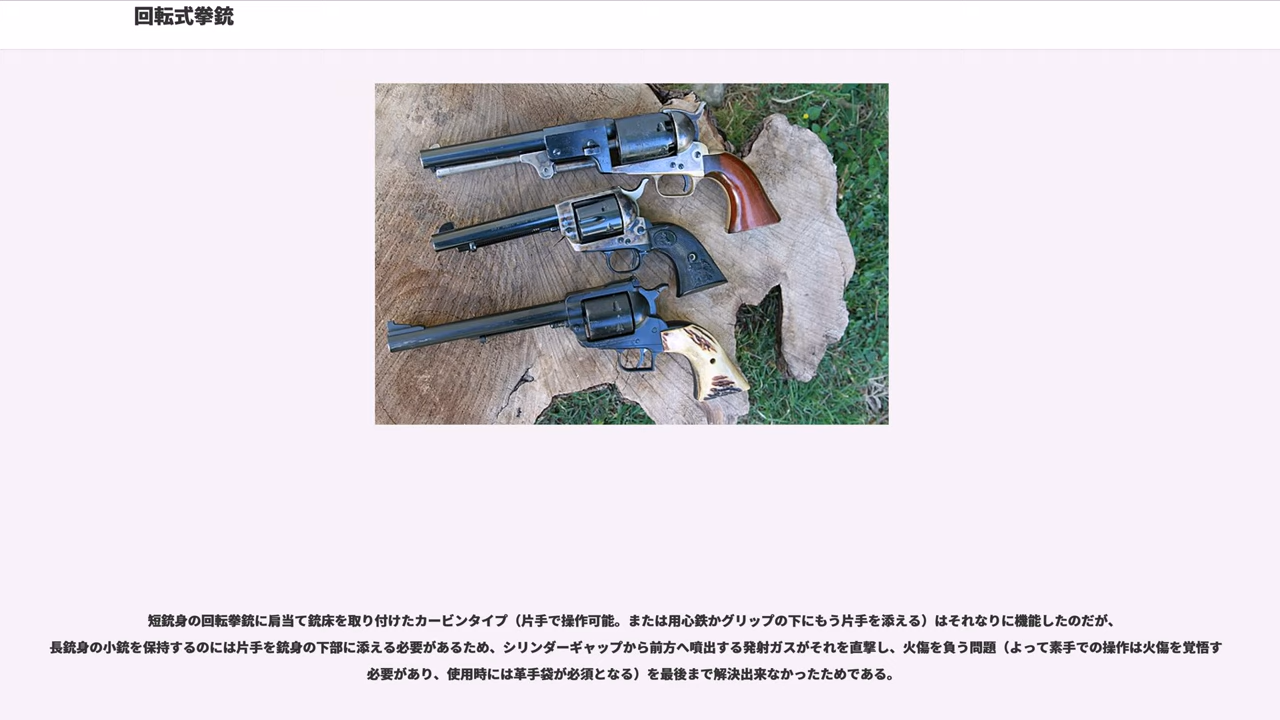 回転式拳銃
短銃身の回転拳銃に肩当て銃床を取り付けたカービンタイプ（片手で操作可能。または用心鉄かグリップの下にもう片手を添える）はそれなりに機能したのだが、
長銃身の小銃を保持するのには片手を銃身の下部に添える必要があるため、シリンダーギャップから前方へ噴出する発射ガスがそれを直撃し、火傷を負う問題（よって素手での操作は火傷を覚悟す
必要があり、使用時には革手袋が必須となる）を最後まで解決出来なかったためである。